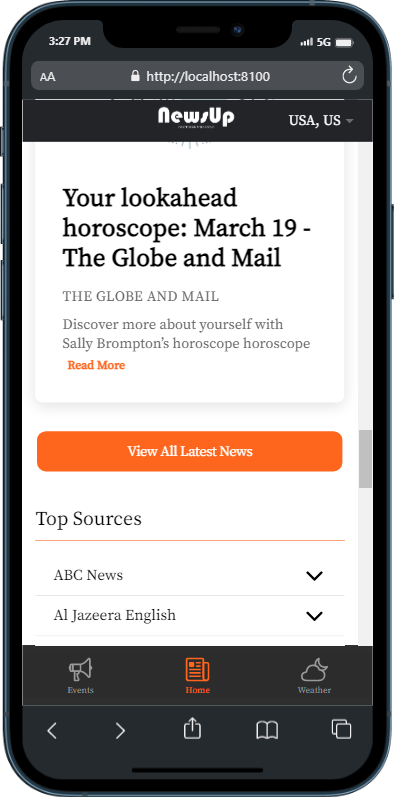 3:27 PM
5G
AA
http://localhost:8100
NewsUp
USA, US
Your lookahead
horoscope: March 19 -
The Globe and Mail
THE GLOBE AND MAIL
Discover more about yourself with
Sally Brompton's horoscope horoscope
Read More
View All Latest News
Top Sources
ABC News
Al Jazeera English
Events
Home
Weather